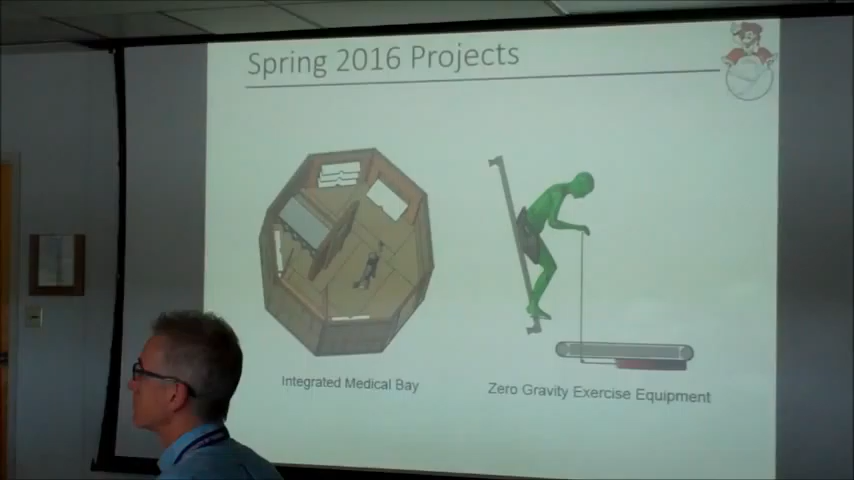 Spring 2016 Projects
Integrated Medical Bay
Zero Gravity Exercise Equipment